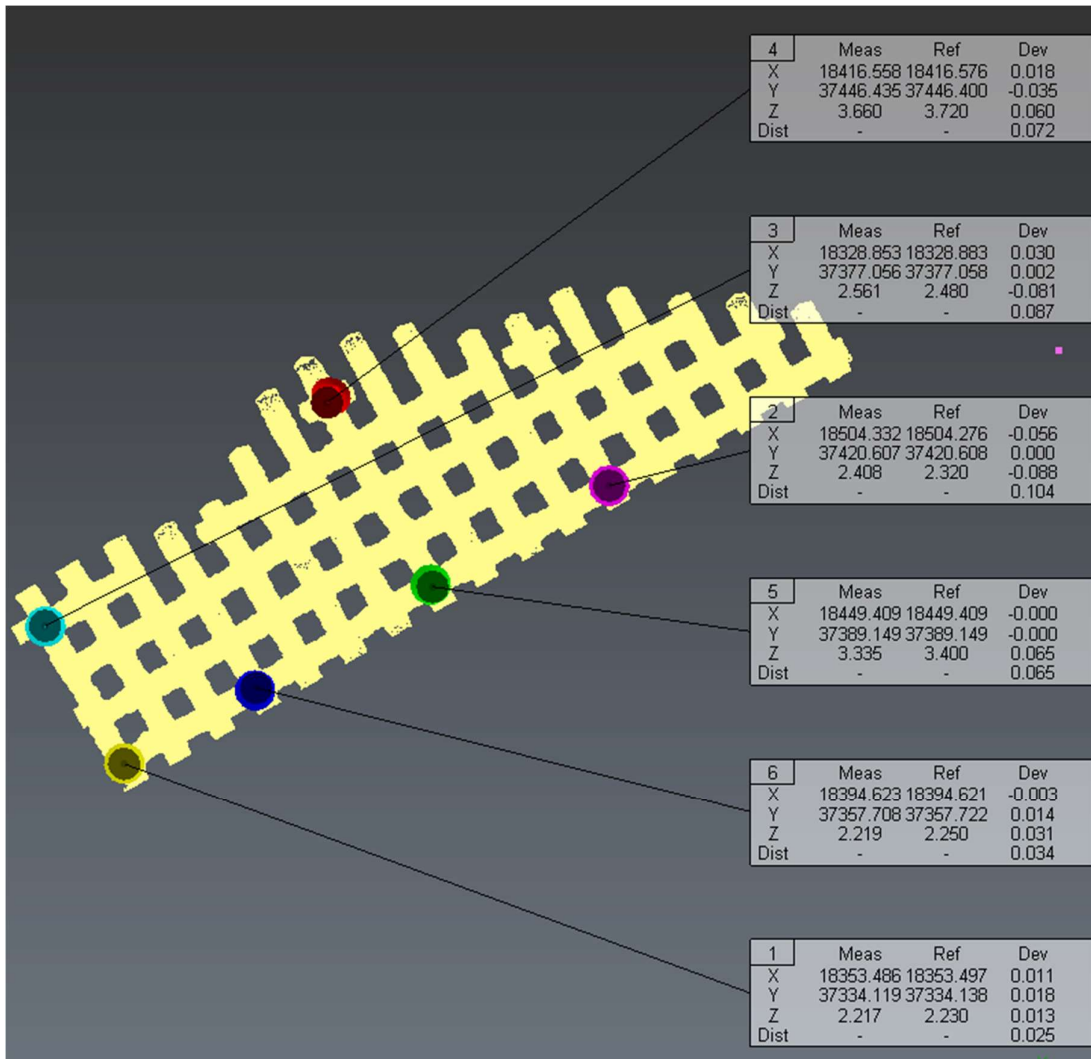 4 Meas Ref Dev
X 18416.558 18416.576 0.018
Y 37446.435 37446.400 -0.035
Z 3.660 3.720 0.060
Dist - - 0.072
3 Meas Ref Dev
X 18328.853 18328.883 0.030
Y 37377.056 37377.058 0.002
Z 2.561 2.480 -0.081
Dist - - 0.087
2 Meas Ref Dev
X 18504.332 18504.276 -0.056
Y 37420.607 37420.608 0.000
Z 2.408 2.320 -0.088
Dist - - 0.104
5 Meas Ref Dev
X 18449.409 18449.409 -0.000
Y 37389.149 37389.149 -0.000
Z 3.335 3.400 0.065
Dist - - 0.065
6 Meas Ref Dev
X 18394.623 18394.621 -0.003
Y 37357.708 37357.722 0.014
Z 2.219 2.250 0.031
Dist - - 0.034
1 Meas Ref Dev
X 18353.486 18353.497 0.011
Y 37334.119 37334.138 0.018
Z 2.217 2.230 0.013
Dist - - 0.025